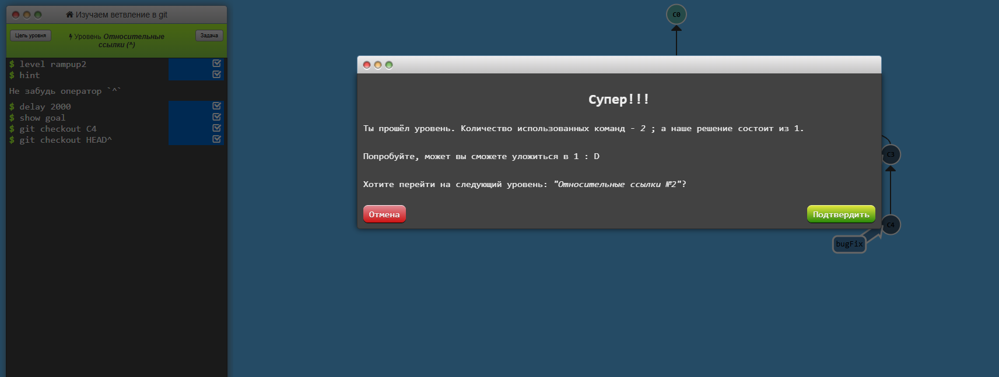 Изучаем ветвление в git
Цель уровня
Уровень Относительные
ссылки (^)
Задача
$ level rampup2
$ hint
Не забудь оператор `^`
$ delay 2000
$ show goal
$ git checkout C4
$ git checkout HEAD^
C0
Супер!!!
Ты прошёл уровень. Количество использованных команд - 2 ; а наше решение состоит из 1.
Попробуйте, может вы сможете уложиться в 1 : D
Хотите перейти на следующий уровень: "Относительные ссылки №2"?
Отмена
Подтвердить
C3
C4
bugFix